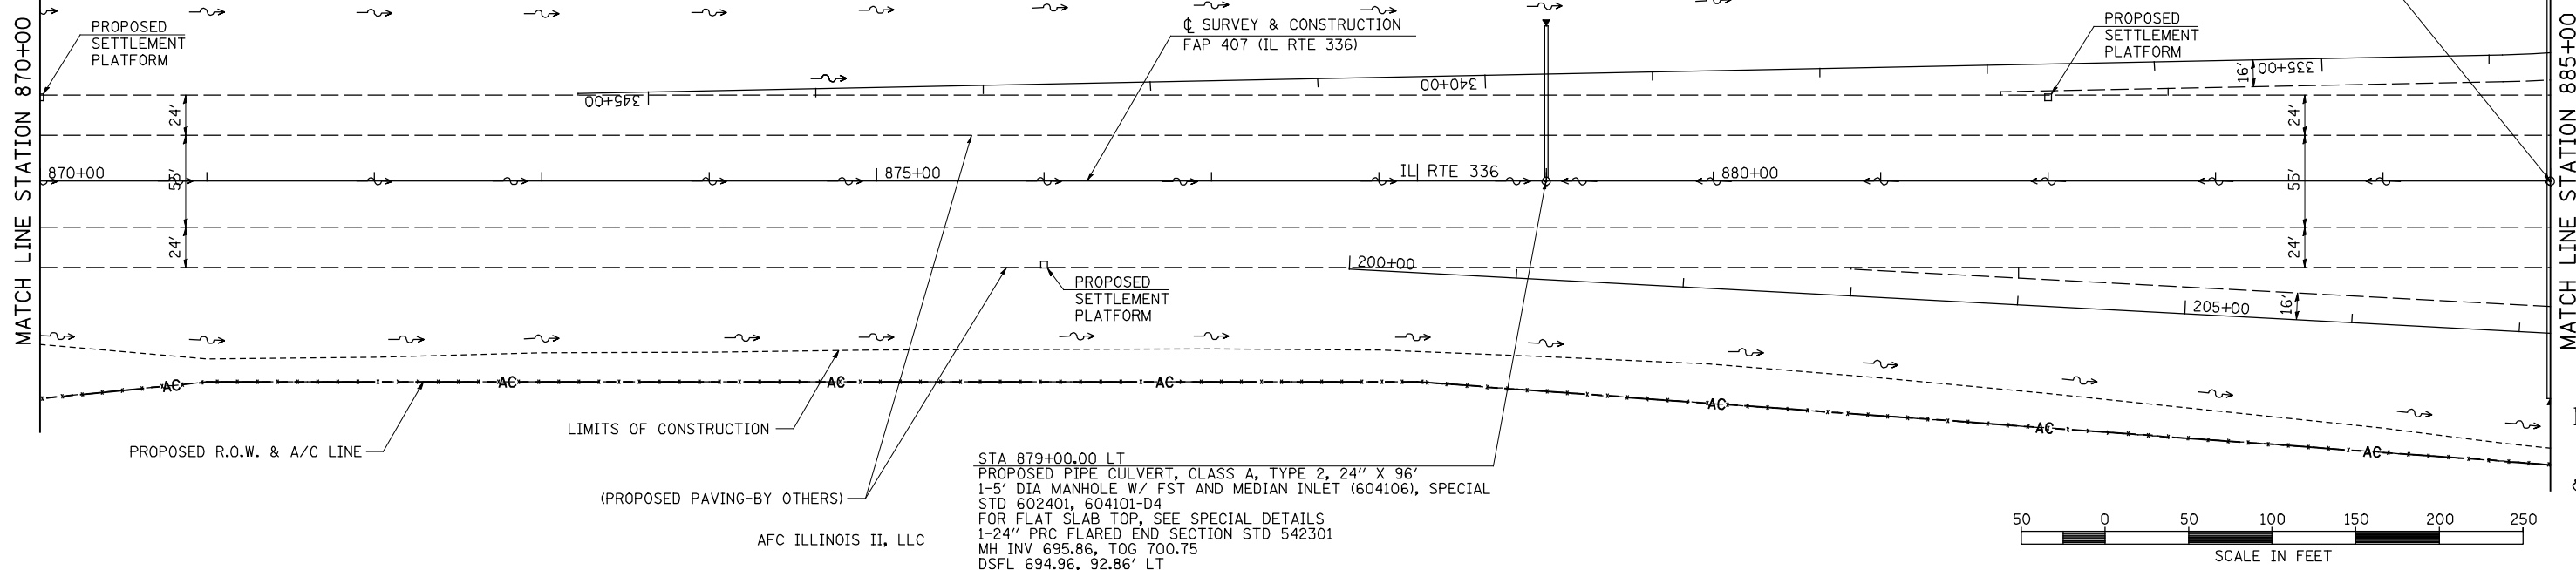 MATCH LINE STATION 870+00
PROPOSED
SETTLEMENT
PLATFORM
℄ SURVEY & CONSTRUCTION
FAP 407 (IL RTE 336)
PROPOSED
SETTLEMENT
PLATFORM
MATCH LINE STATION 885+00
345+00
340+00
335+00
16'
24'
24'
870+00
55'
875+00
IL RTE 336
880+00
55'
24'
24'
200+00
PROPOSED
SETTLEMENT
PLATFORM
205+00
16'
AC
AC
AC
AC
AC
AC
AC
LIMITS OF CONSTRUCTION
PROPOSED R.O.W. & A/C LINE
(PROPOSED PAVING-BY OTHERS)
AFC ILLINOIS II, LLC
STA 879+00.00 LT
PROPOSED PIPE CULVERT, CLASS A, TYPE 2, 24" X 96'
1-5' DIA MANHOLE W/ FST AND MEDIAN INLET (604106), SPECIAL
STD 602401, 604101-D4
FOR FLAT SLAB TOP, SEE SPECIAL DETAILS
1-24" PRC FLARED END SECTION STD 542301
MH INV 695.86, TOG 700.75
DSFL 694.96, 92.86' LT
50 0 50 100 150 200 250
SCALE IN FEET